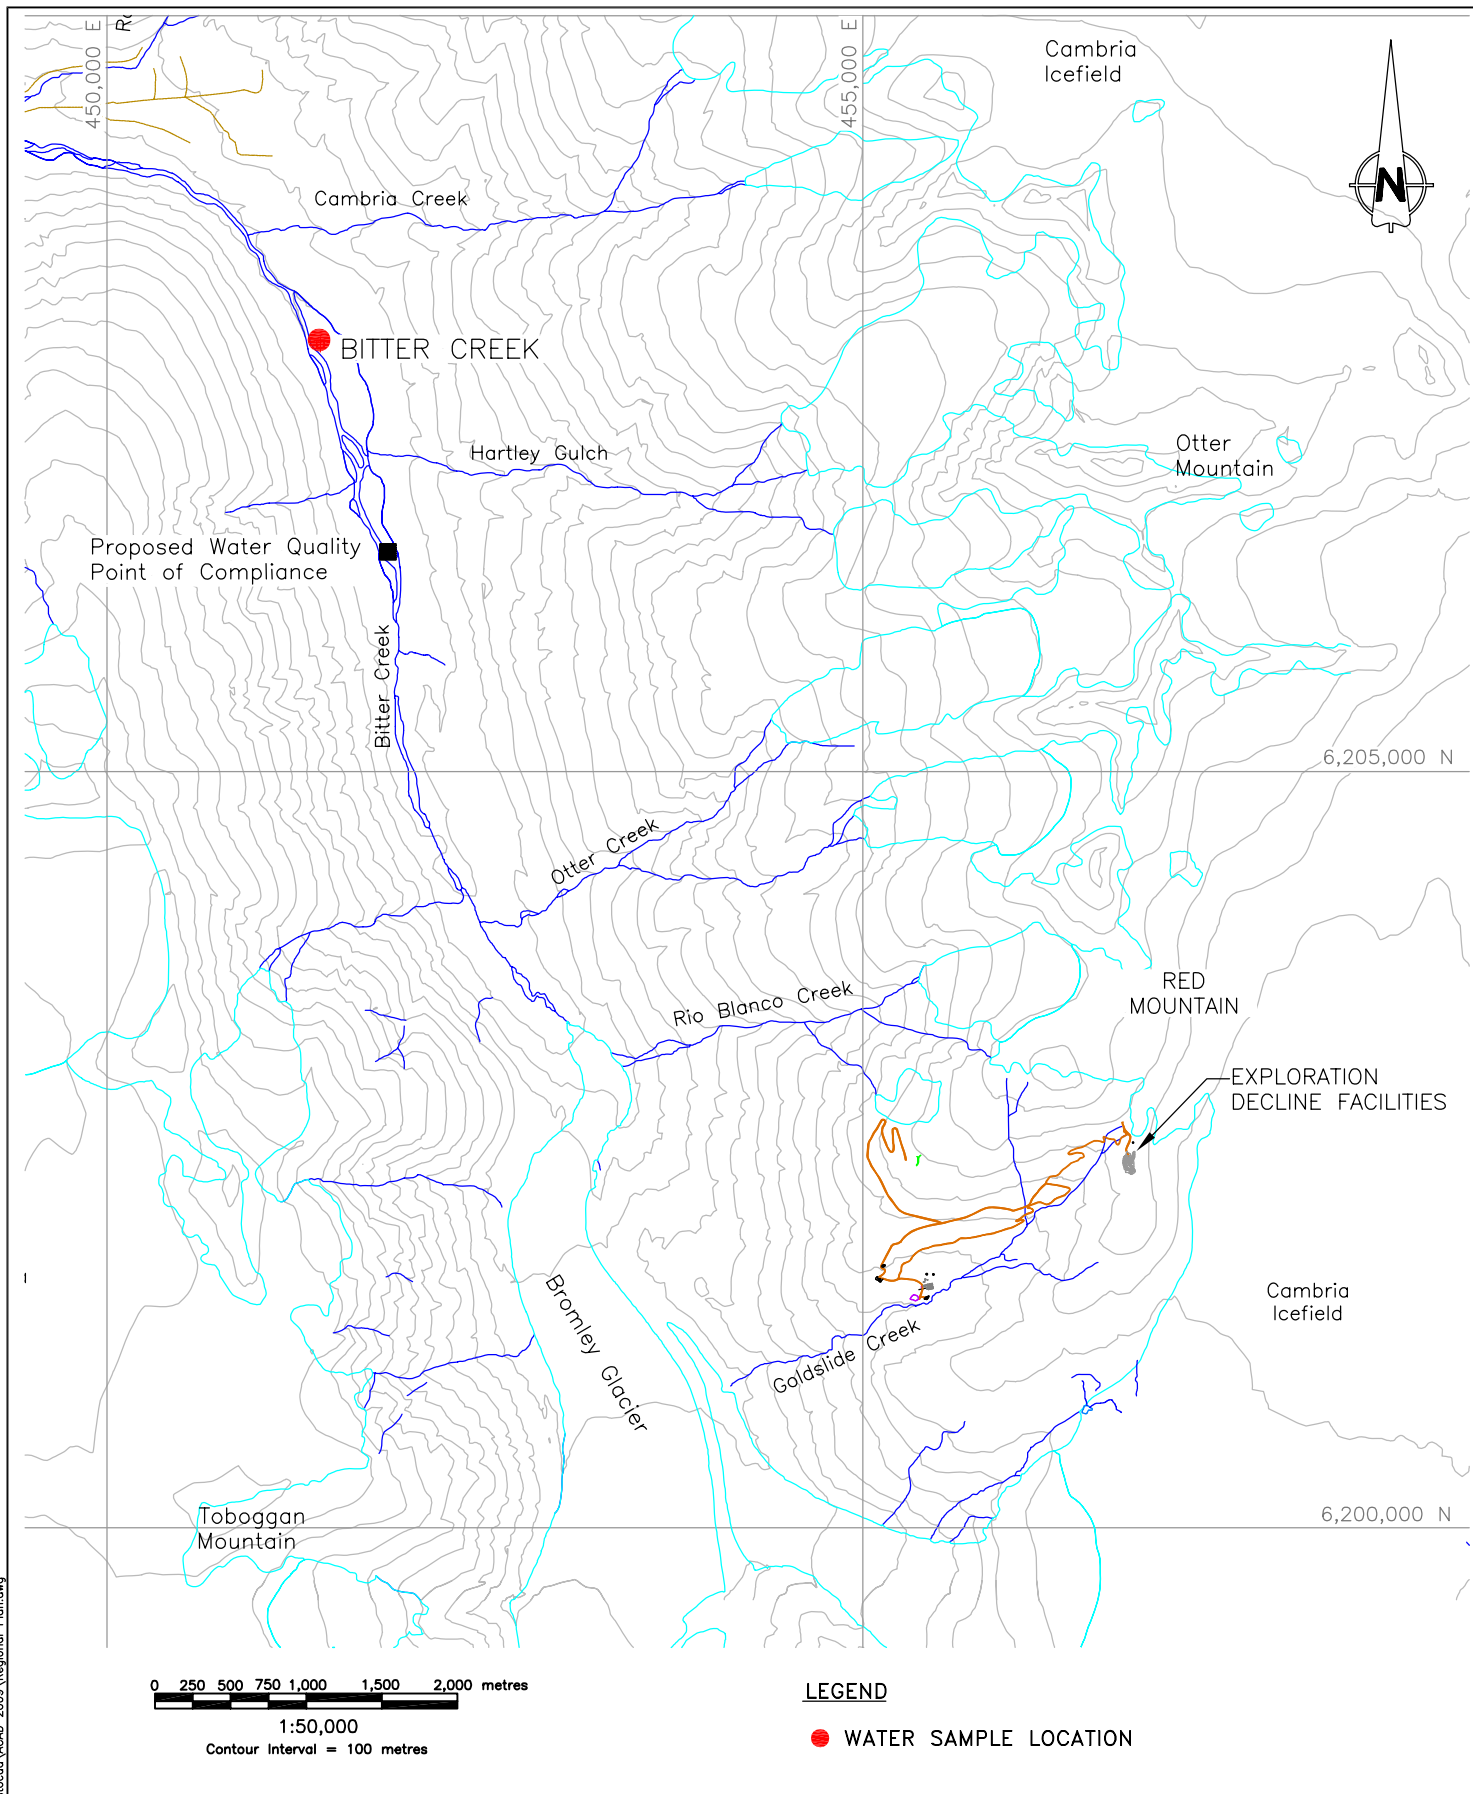 450,000 E
455,000 E
Cambria
Icefield
N
Cambria Creek
BITTER CREEK
Hartley Gulch
Otter
Mountain
Proposed Water Quality
Point of Compliance
Bitter Creek
6,205,000 N
Otter Creek
Rio Blanco Creek
RED
MOUNTAIN
EXPLORATION
DECLINE FACILITIES
Cambria
Icefield
Bromley Glacier
Goldslide Creek
Toboggan
Mountain
6,200,000 N
0 250 500 750 1,000 1,500 2,000 metres
1:50,000
Contour Interval = 100 metres
LEGEND
WATER SAMPLE LOCATION